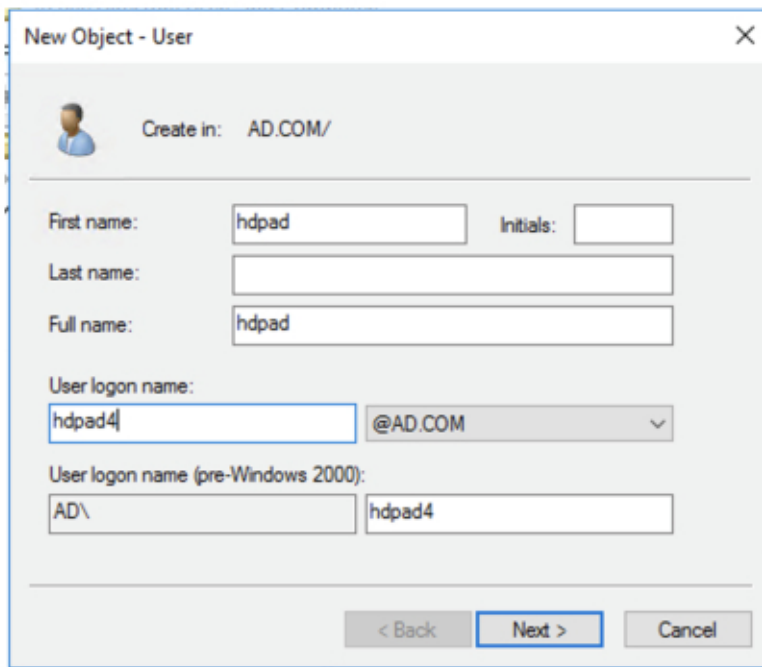 New Object - User
Create in: AD.COM/
First name: hdpad Initials:
Last name:
Full name: hdpad
User logon name:
hdpad4 @AD.COM
User logon name (pre-Windows 2000):
AD\ hdpad4
< Back Next > Cancel